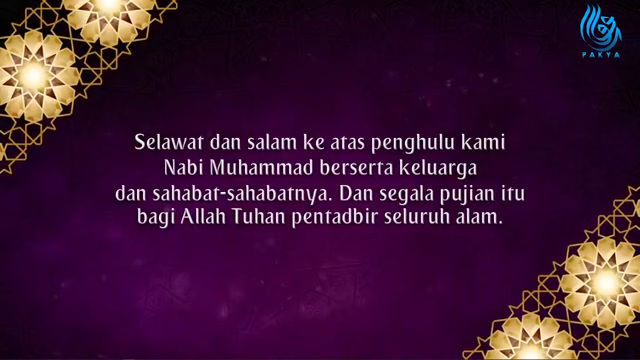 PAKYA
Selawat dan salam ke atas penghulu kami
Nabi Muhammad berserta keluarga
dan sahabat-sahabatnya. Dan segala pujian itu
bagi Allah Tuhan pentadbir seluruh alam.